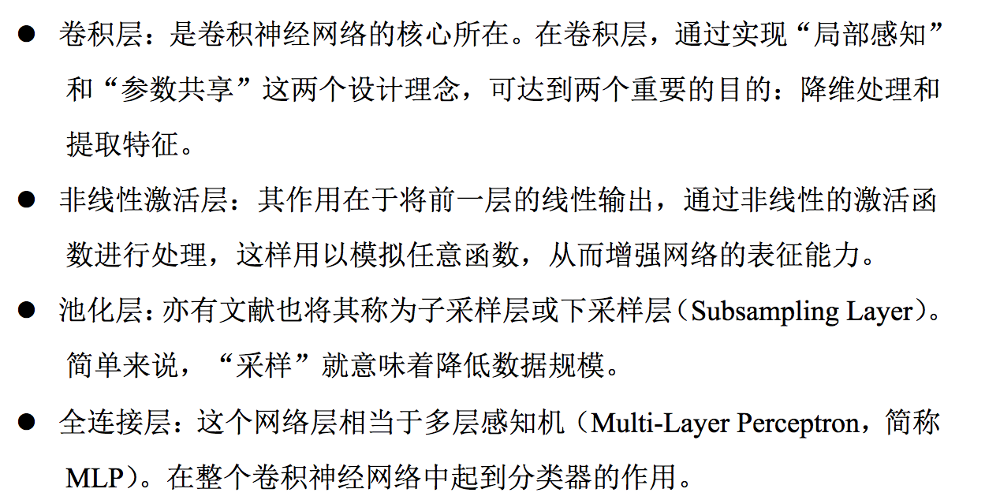 ● 卷积层：是卷积神经网络的核心所在。在卷积层，通过实现“局部感知”
和“参数共享”这两个设计理念，可达到两个重要的目的：降维处理和
提取特征。
● 非线性激活层：其作用在于将前一层的线性输出，通过非线性的激活函
数进行处理，这样用以模拟任意函数，从而增强网络的表征能力。
● 池化层：亦有文献也将其称为子采样层或下采样层（Subsampling Layer）。
简单来说，“采样”就意味着降低数据规模。
● 全连接层：这个网络层相当于多层感知机（Multi-Layer Perceptron，简称
MLP）。在整个卷积神经网络中起到分类器的作用。